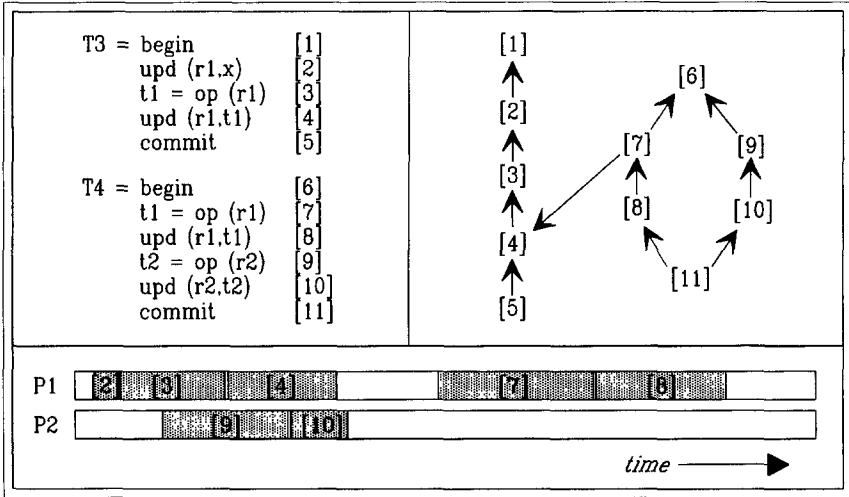 T3 = begin [1]
upd (r1,x) [2]
t1 = op (r1) [3]
upd (r1,t1) [4]
commit [5]
T4 = begin [6]
t1 = op (r1) [7]
upd (r1,t1) [8]
t2 = op (r2) [9]
upd (r2,t2) [10]
commit [11]
[1]
[6]
[2]
[7] [9]
[3]
[8] [10]
[4]
[11]
[5]
P1 [2] [3] [4] [7] [8]
P2 [9] [10]
time